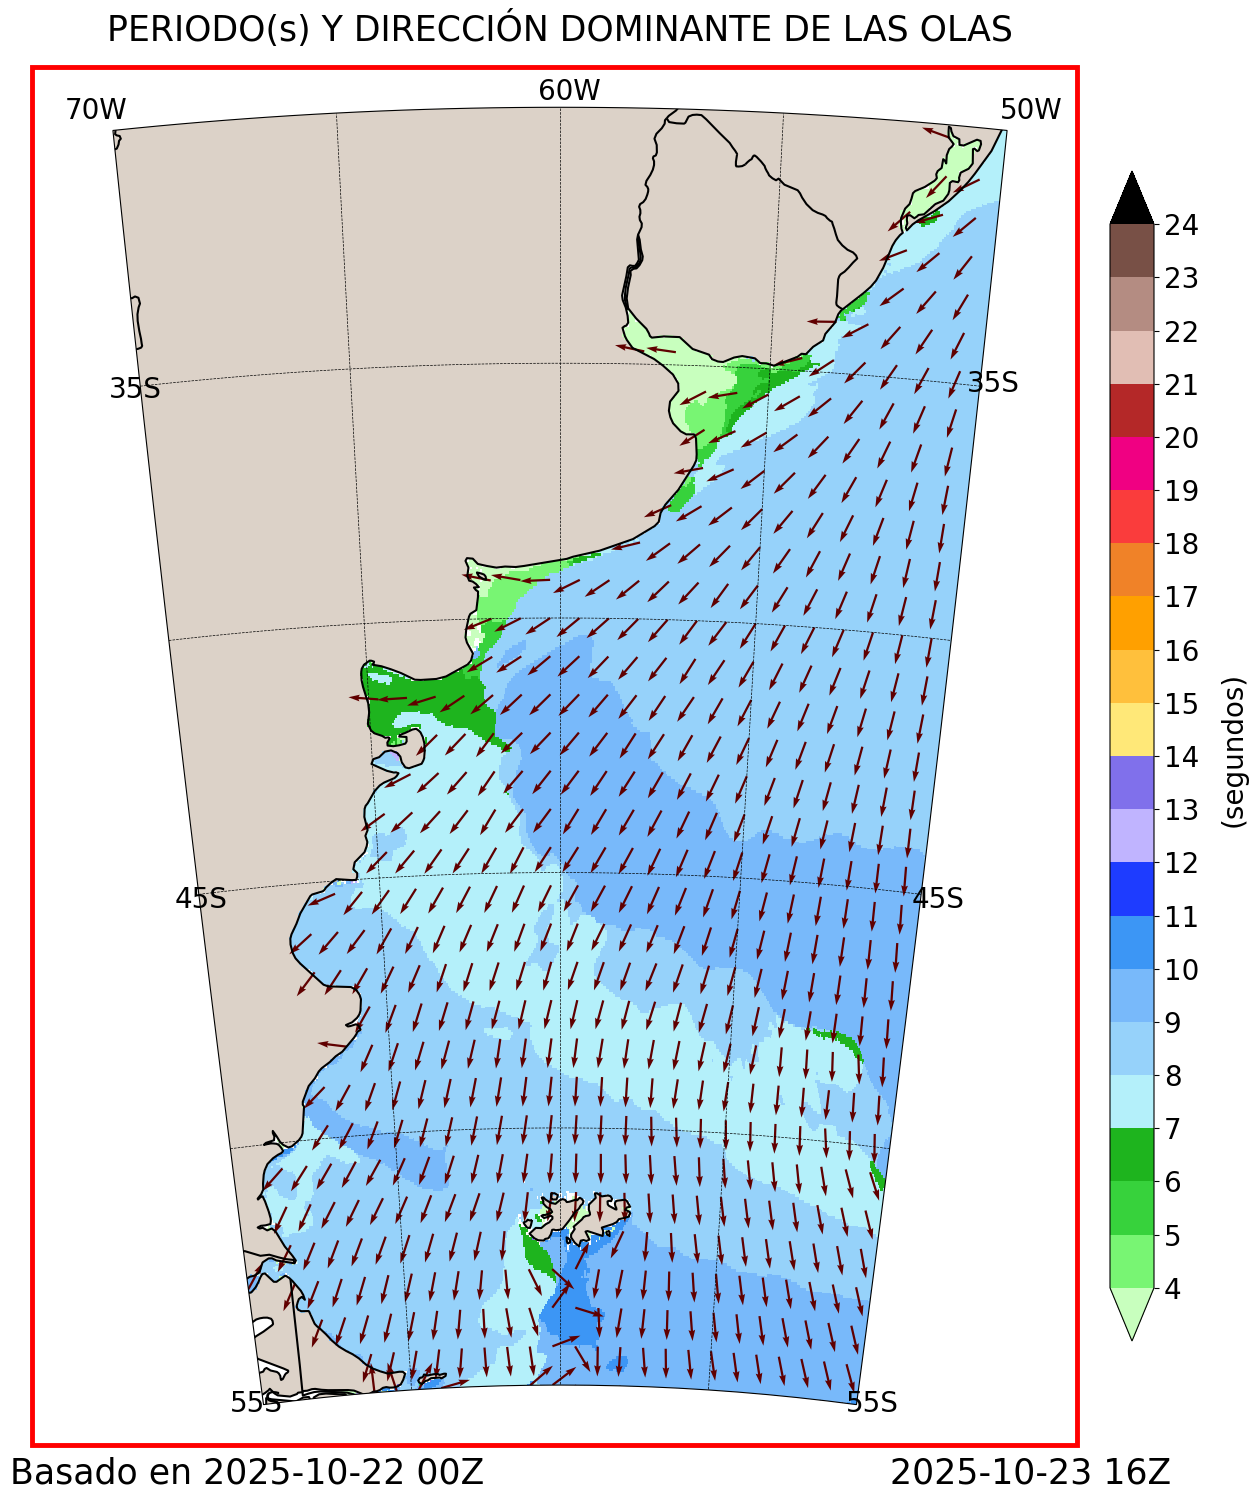 PERIODO(s) Y DIRECCIÓN DOMINANTE DE LAS OLAS
70W
60W
50W
35S
35S
45S
45S
55S
55S
24
23
22
21
20
19
18
17
16
15
14
13
12
11
10
9
8
7
6
5
4
(segundos)
Basado en 2025-10-22 00Z
2025-10-23 16Z